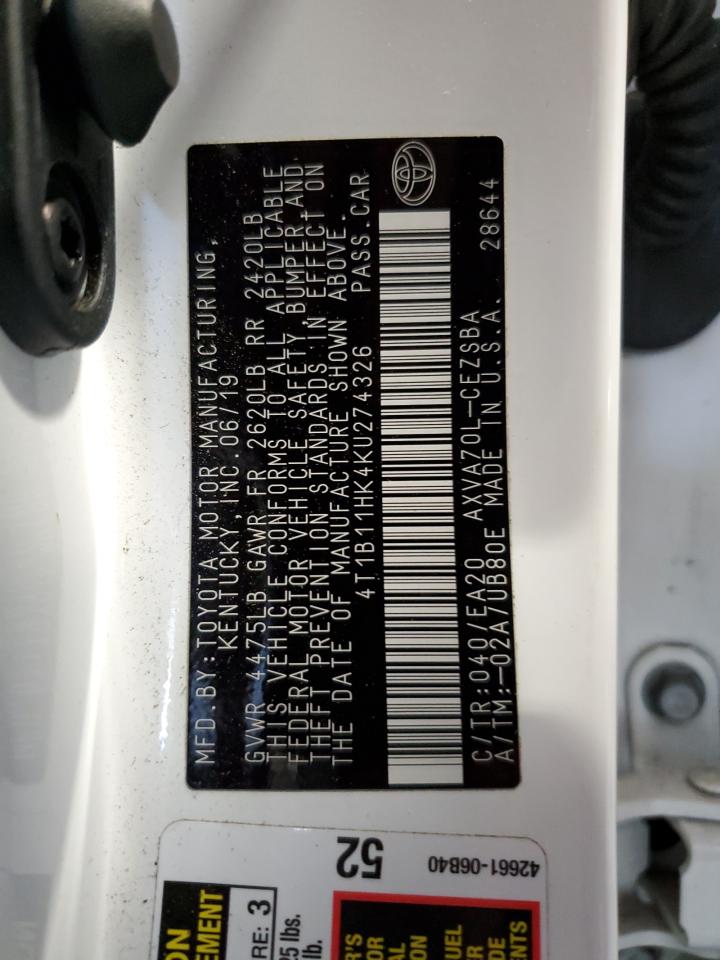 MFD.BY:TOYOTA MOTOR MANUFACTURING,
KENTUCKY, INC. 06/19
GVWR 4475LB GAWR FR 2620LB RR 2420LB
THIS VEHICLE CONFORMS TO ALL APPLICABLE
FEDERAL MOTOR VEHICLE SAFETY, BUMPER,AND
THEFT PREVENTION STANDARDS IN EFFECT ON
THE DATE OF MANUFACTURE SHOWN ABOVE.
4T1B11HK4KU274326 PASS.CAR
C/TR:040/EA20 AXVA70L-CEZSBA
A/TM:-02A/UB80E MADE IN U.S.A. 28644
42661-06B40
52
RE: 3
lbs.
lb.